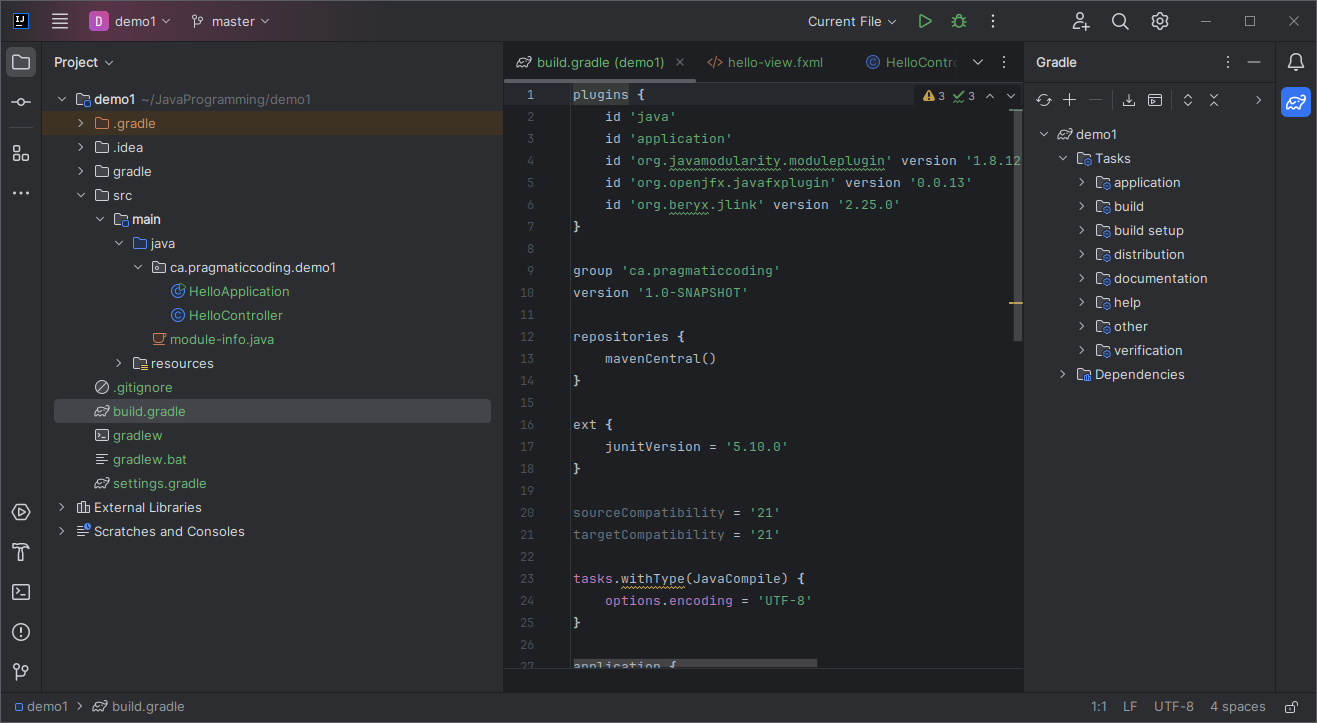 D demo1 master Current File
Project
demo1 ~/JavaProgramming/demo1
.gradle
.idea
gradle
src
main
java
ca.pragmaticcoding.demo1
HelloApplication
HelloController
module-info.java
resources
.gitignore
build.gradle
gradlew
gradlew.bat
settings.gradle
External Libraries
Scratches and Consoles
build.gradle (demo1) hello-view.fxml HelloContr
3 3
1 plugins {
2 id 'java'
3 id 'application'
4 id 'org.javamodularity.moduleplugin' version '1.8.12
5 id 'org.openjfx.javafxplugin' version '0.0.13'
6 id 'org.beryx.jlink' version '2.25.0'
7 }
8
9 group 'ca.pragmaticcoding'
10 version '1.0-SNAPSHOT'
11
12 repositories {
13 mavenCentral()
14 }
15
16 ext {
17 junitVersion = '5.10.0'
18 }
19
20 sourceCompatibility = '21'
21 targetCompatibility = '21'
22
23 tasks.withType(JavaCompile) {
24 options.encoding = 'UTF-8'
25 }
26
27 application {
Gradle
demo1
Tasks
application
build
build setup
distribution
documentation
help
other
verification
Dependencies
demo1 build.gradle 1:1 LF UTF-8 4 spaces